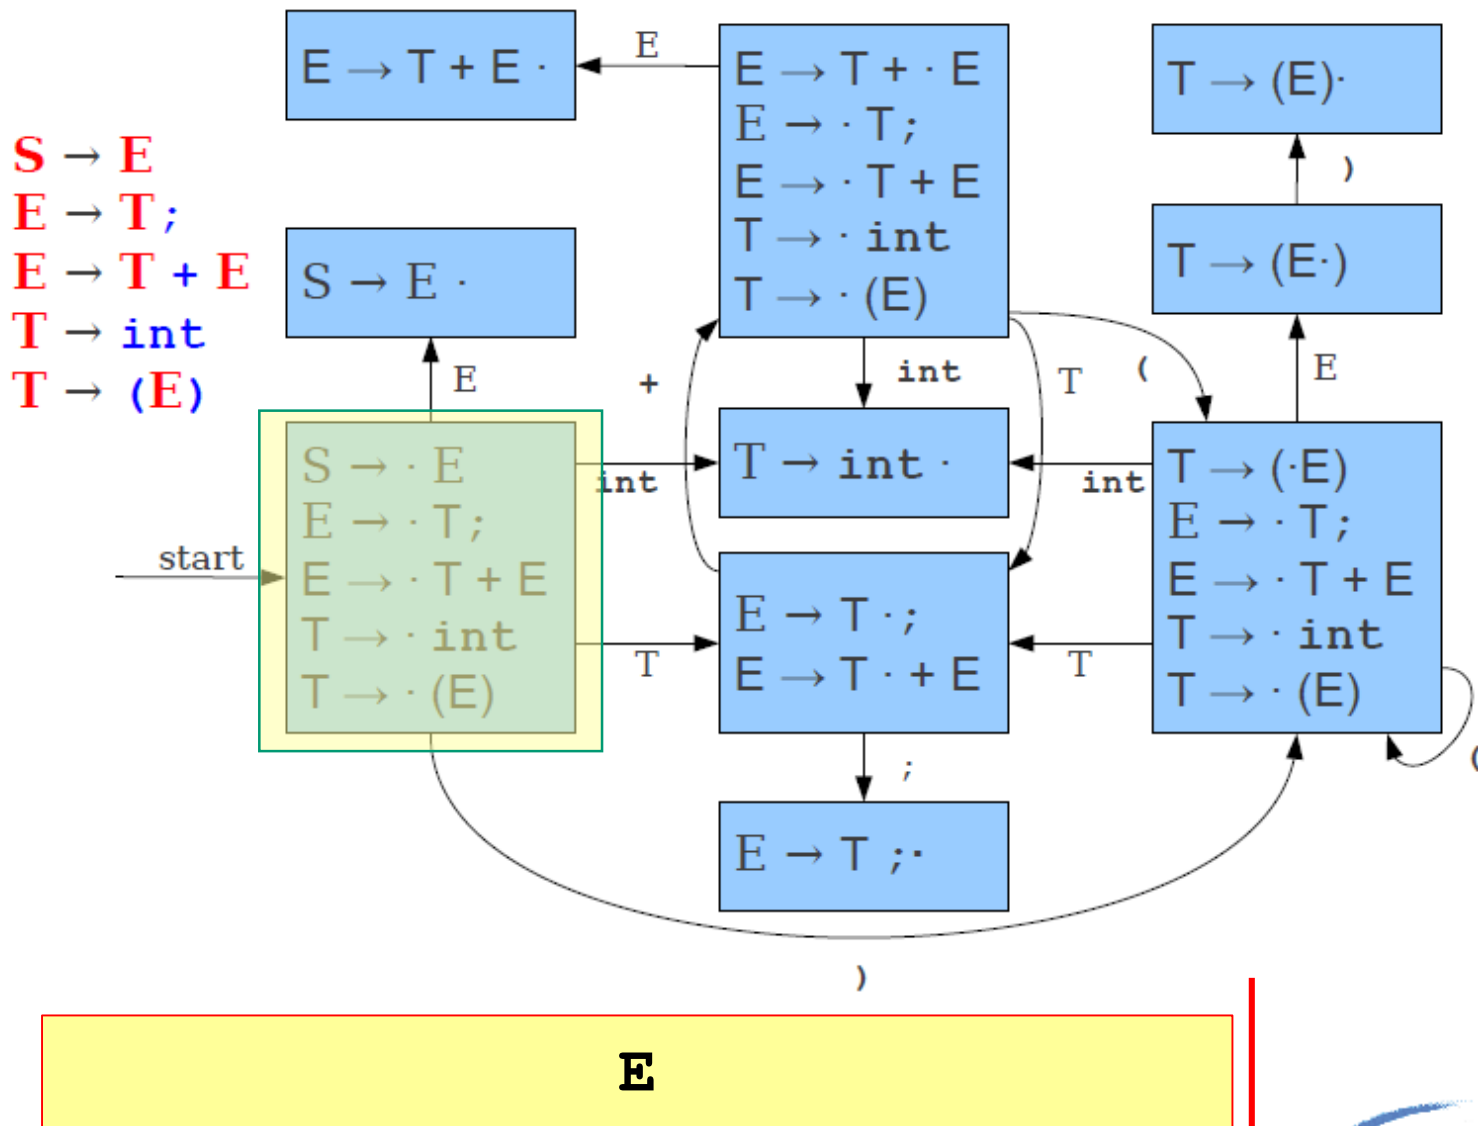 S → E
E → T ;
E → T + E
T → int
T → (E)
E → T + E ·
E
E → T + · E
E → · T ;
E → · T + E
T → · int
T → · (E)
T → (E)·
)
T → (E·)
S → E ·
E
+
int
T
(
E
start
S → · E
E → · T ;
E → · T + E
T → · int
T → · (E)
int
T
T → int ·
int
E → T · ;
E → T · + E
T
T → (·E)
E → · T ;
E → · T + E
T → · int
T → · (E)
(
;
E → T ;·
)
E